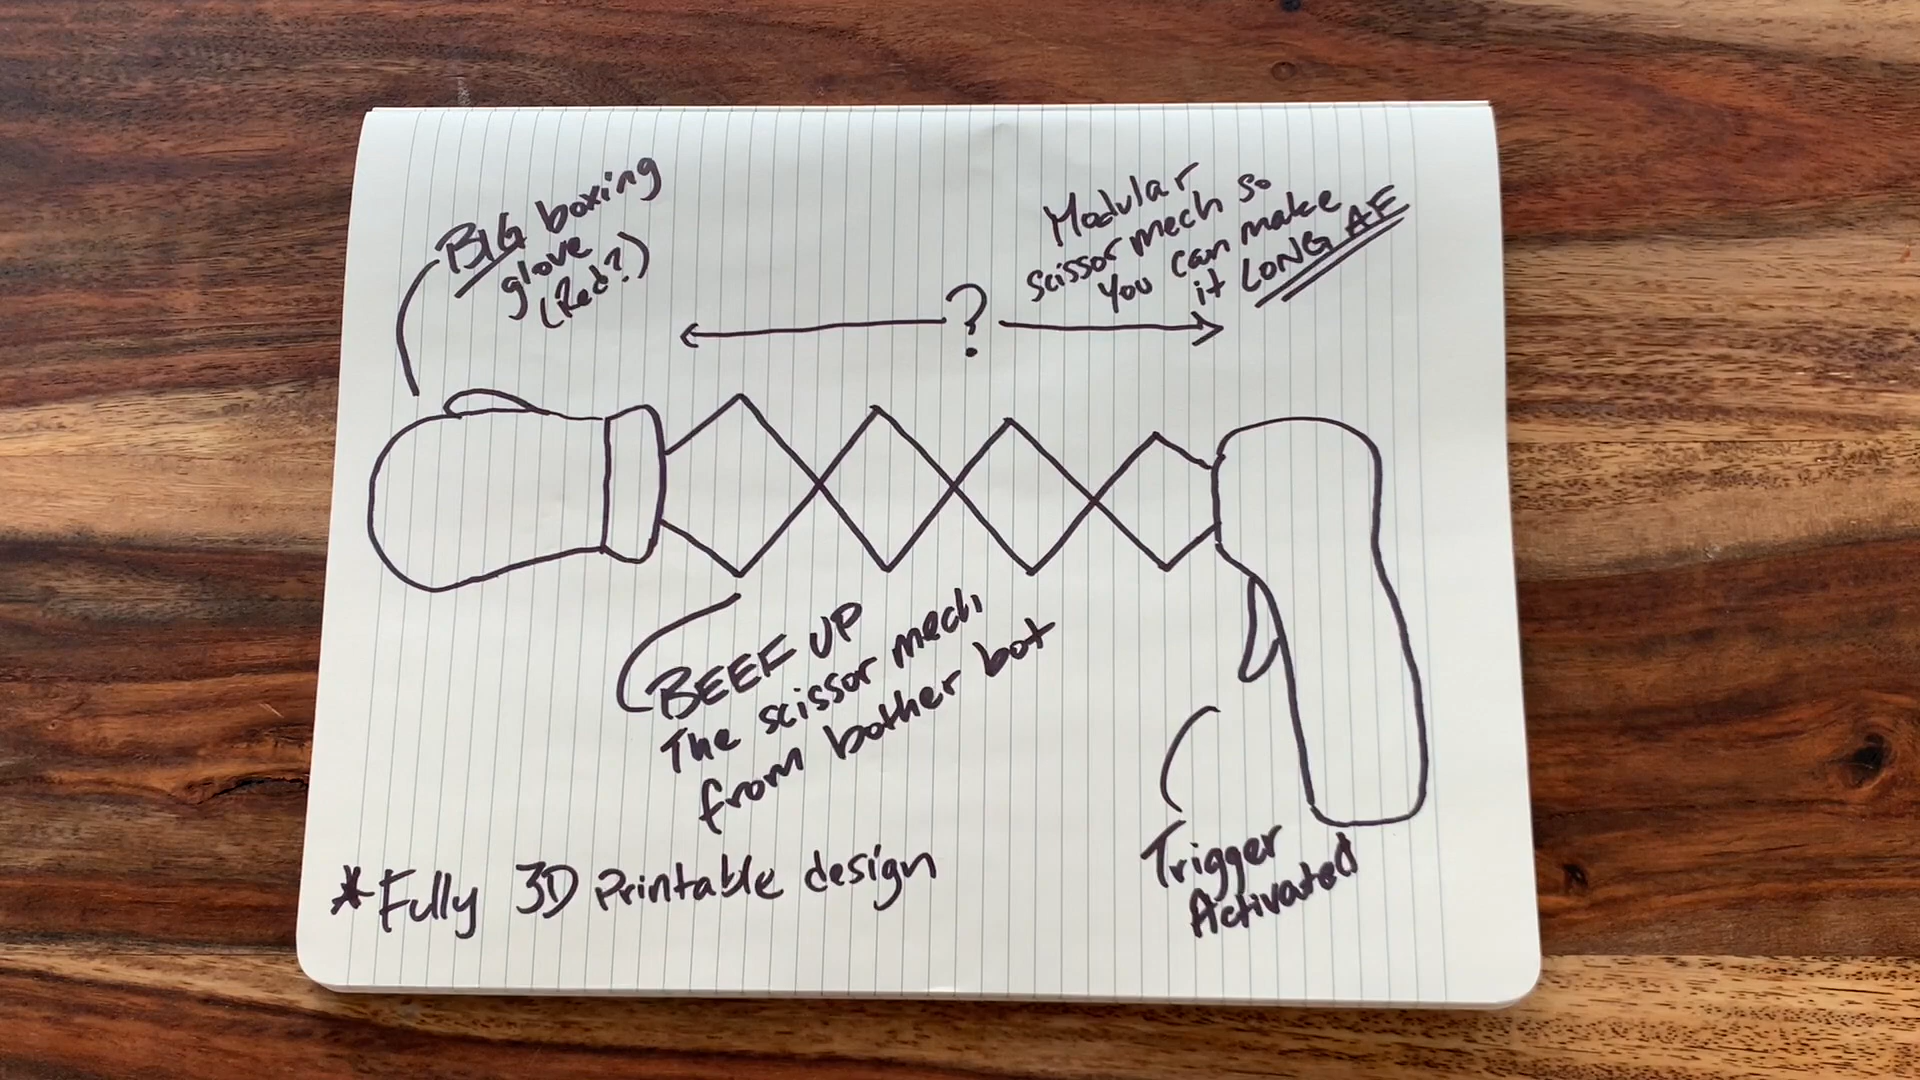 BIG boxing
glove
(Red?)
Modular
scissor mech so
you can make
it LONG AF
?
BEEF UP
The scissor mech
from bother bot
Trigger
Activated
*Fully 3D Printable design